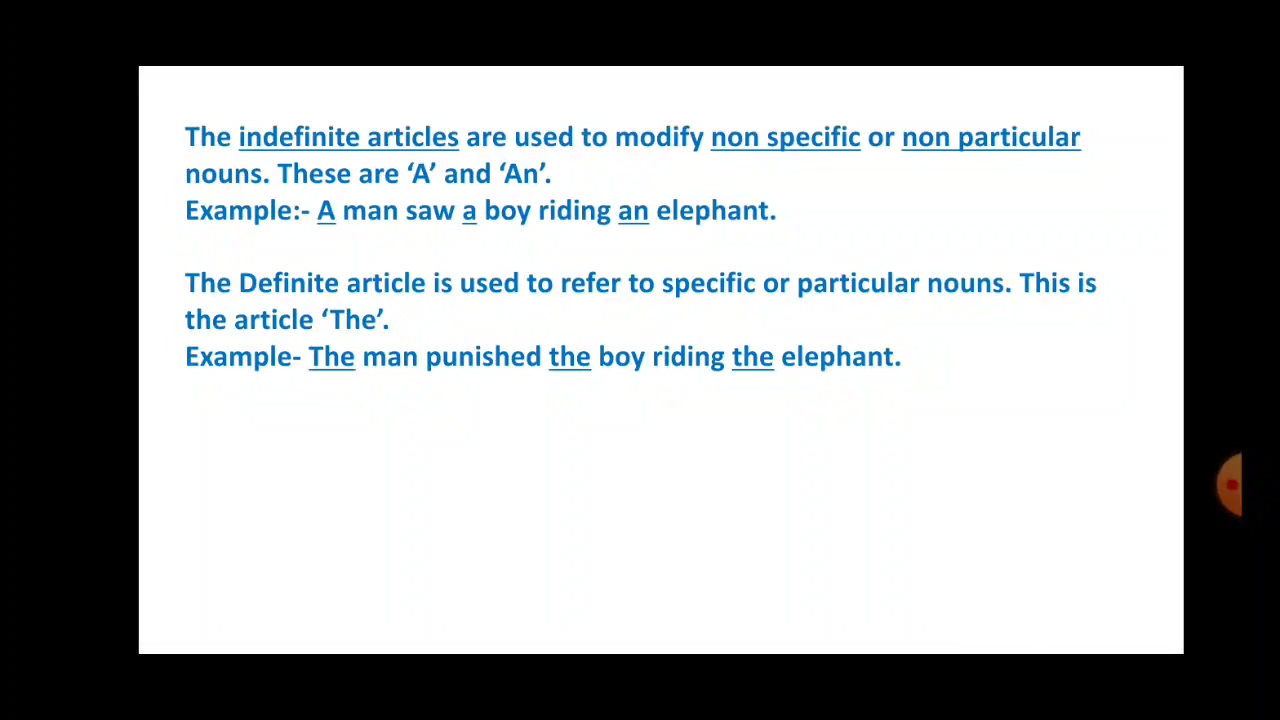 The indefinite articles are used to modify non specific or non particular
nouns. These are ‘A’ and ‘An’.
Example:- A man saw a boy riding an elephant.
The Definite article is used to refer to specific or particular nouns. This is
the article ‘The’.
Example- The man punished the boy riding the elephant.